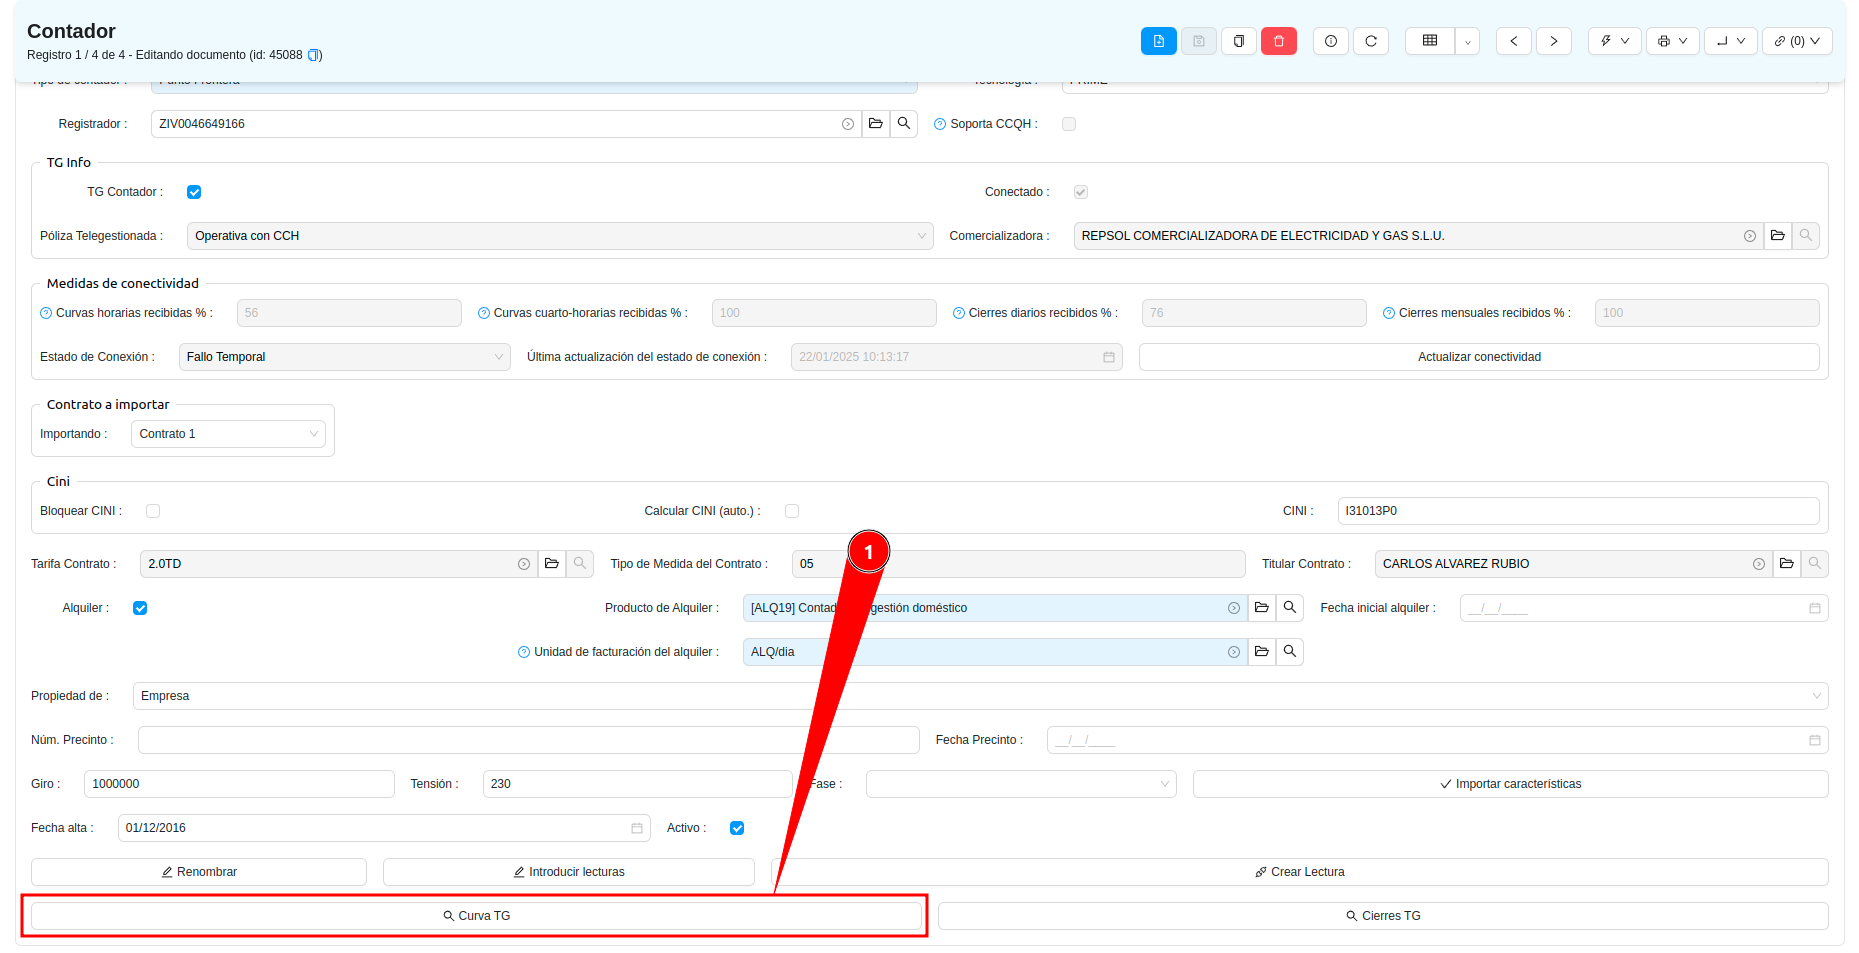 Contador
Registro 1 / 4 de 4 - Editando documento (id: 45088 )
(0)
Tipo de contador : Punto Frontera Tecnología : PRIME
Registrador : ZIV0046649166 Soporta CCQH :
TG Info
TG Contador : Conectado :
Póliza Telegestionada : Operativa con CCH Comercializadora : REPSOL COMERCIALIZADORA DE ELECTRICIDAD Y GAS S.L.U.
Medidas de conectividad
Curvas horarias recibidas % : 56 Curvas cuarto-horarias recibidas % : 100 Cierres diarios recibidos % : 76 Cierres mensuales recibidos % : 100
Estado de Conexión : Fallo Temporal Última actualización del estado de conexión : 22/01/2025 10:13:17 Actualizar conectividad
Contrato a importar
Importando : Contrato 1
Cini
Bloquear CINI : Calcular CINI (auto.) : CINI : I31013P0
1
Tarifa Contrato : 2.0TD Tipo de Medida del Contrato : 05 Titular Contrato : CARLOS ALVAREZ RUBIO
Alquiler : Producto de Alquiler : [ALQ19] Contad gestión doméstico Fecha inicial alquiler : __/__/____
Unidad de facturación del alquiler : ALQ/dia
Propiedad de : Empresa
Núm. Precinto : Fecha Precinto : __/__/____
Giro : 1000000 Tensión : 230 Fase : Importar características
Fecha alta : 01/12/2016 Activo :
Renombrar Introducir lecturas Crear Lectura
Curva TG Cierres TG